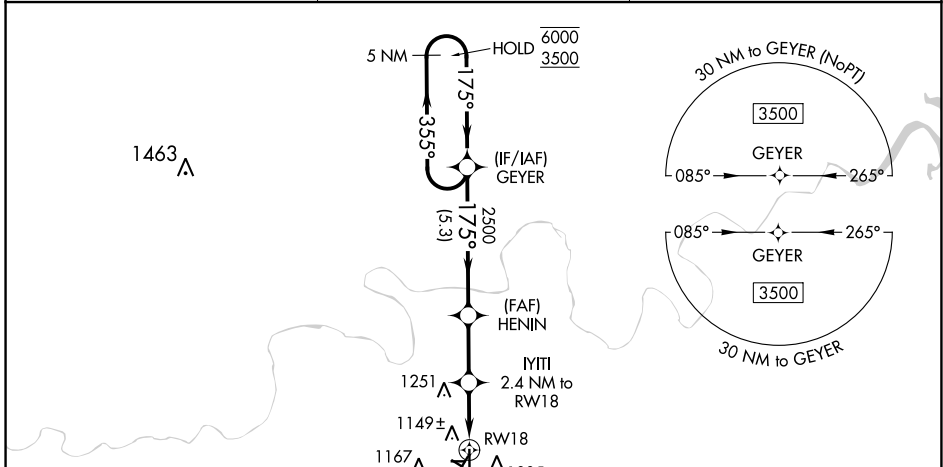 HOLD 6000
3500
5 NM
175°
355°
(IF/IAF)
GEYER
1463
2500
175°
(5.3)
(FAF)
HENIN
IYITI
2.4 NM to
RW18
1251
1149±
RW18
1167
30 NM to GEYER (NoPT)
3500
GEYER
085°
265°
085°
265°
GEYER
3500
30 NM to GEYER